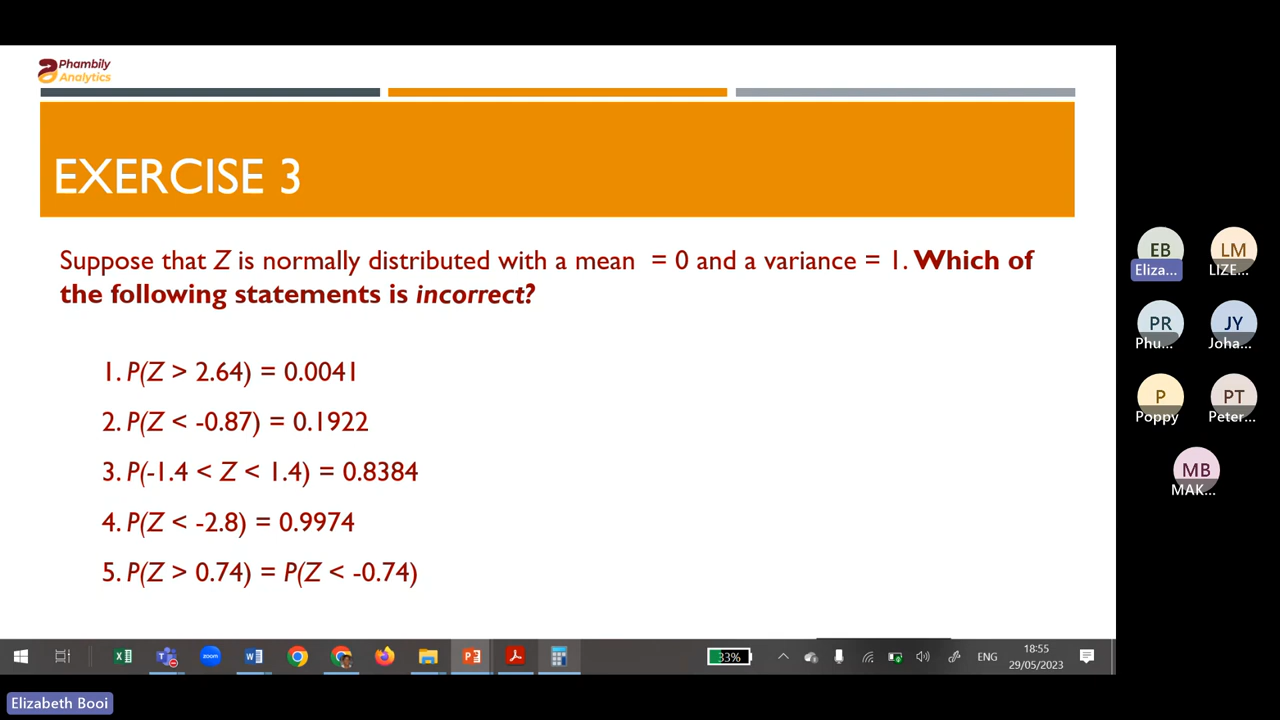 Phambily
Analytics
EXERCISE 3
Suppose that Z is normally distributed with a mean = 0 and a variance = 1. Which of
the following statements is incorrect?
1. P(Z > 2.64) = 0.0041
2. P(Z < -0.87) = 0.1922
3. P(-1.4 < Z < 1.4) = 0.8384
4. P(Z < -2.8) = 0.9974
5. P(Z > 0.74) = P(Z < -0.74)
EB
Eliza...
LM
LIZE...
PR
Phu...
JY
Joha...
P
Poppy
PT
Peter...
MB
MAK...
zoom
33%
ENG
18:55
29/05/2023
Elizabeth Booi